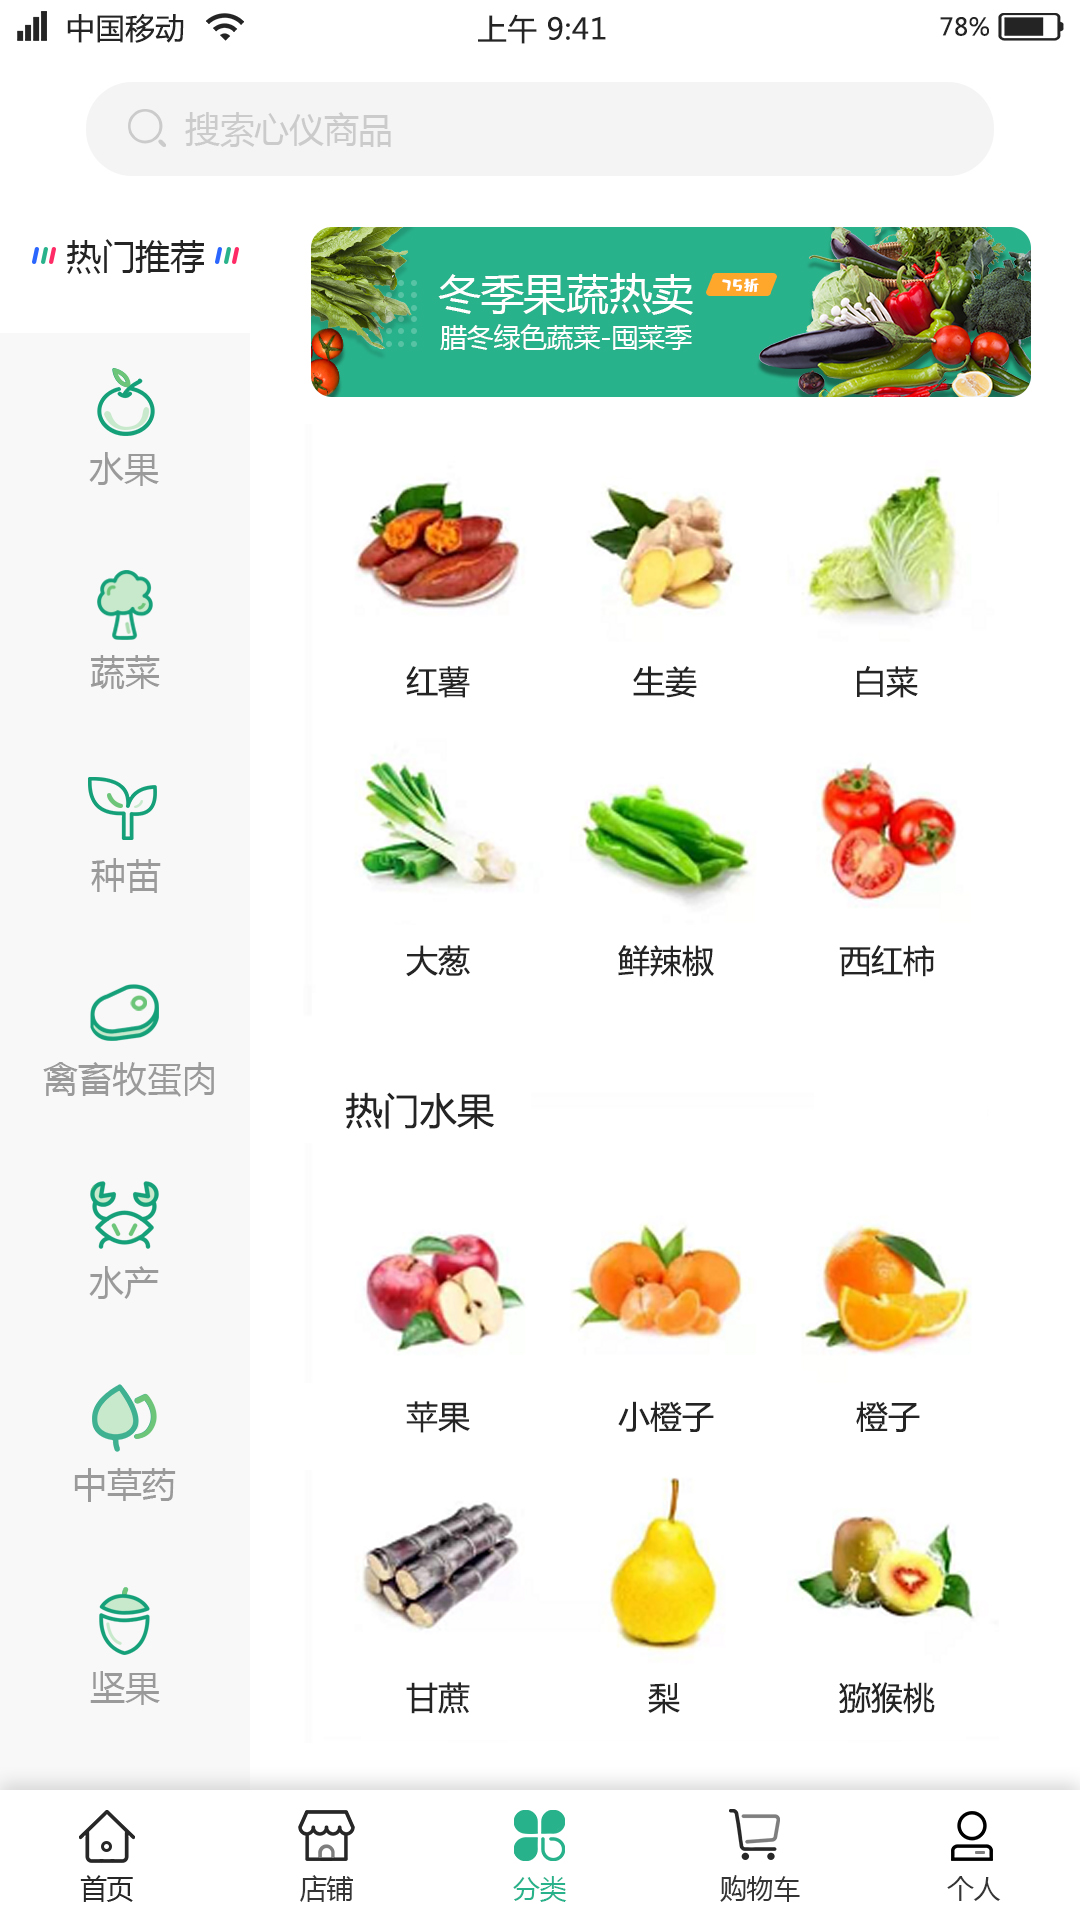 中国移动
上午 9:41
78%
搜索心仪商品
热门推荐
冬季果蔬热卖 75折
腊冬绿色蔬菜-囤菜季
水果
蔬菜
种苗
禽畜牧蛋肉
水产
中草药
坚果
红薯 生姜 白菜
大葱 鲜辣椒 西红柿
热门水果
苹果 小橙子 橙子
甘蔗 梨 猕猴桃
首页 店铺 分类 购物车 个人